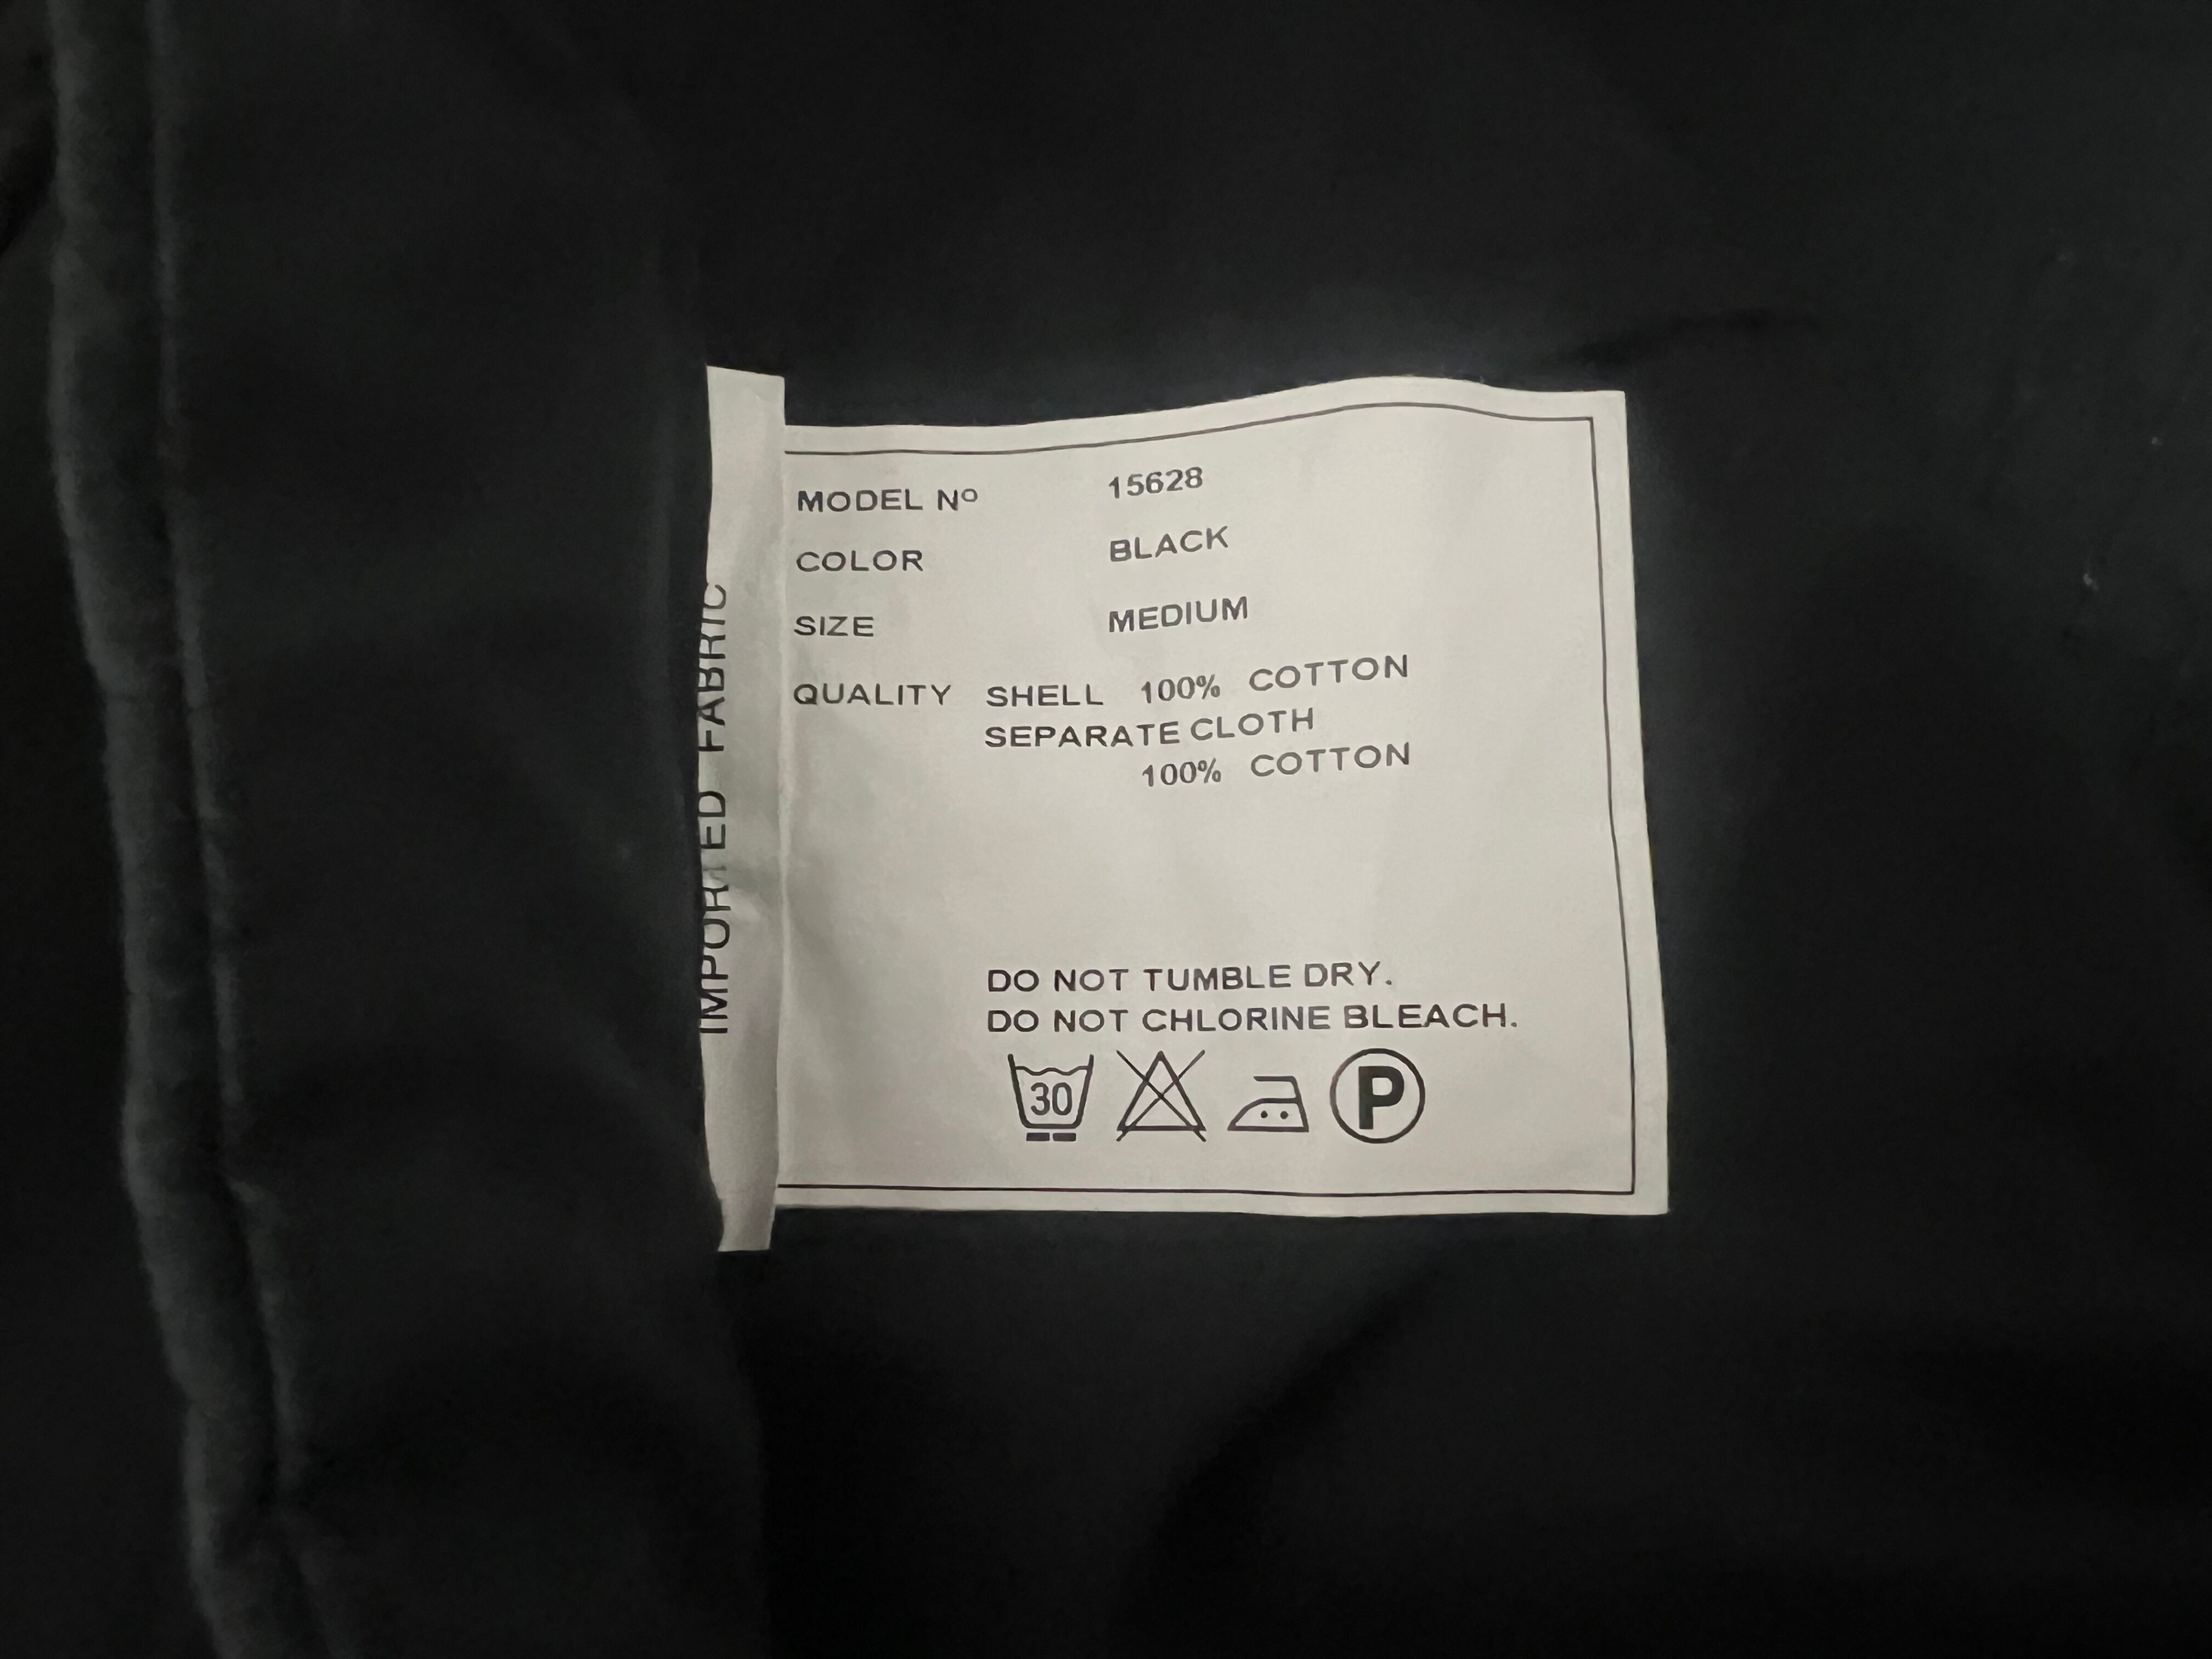 MODEL Nº 15628
COLOR BLACK
SIZE MEDIUM
QUALITY SHELL 100% COTTON
SEPARATE CLOTH
100% COTTON
DO NOT TUMBLE DRY.
DO NOT CHLORINE BLEACH.
30 P
IMPORTED FABRIC